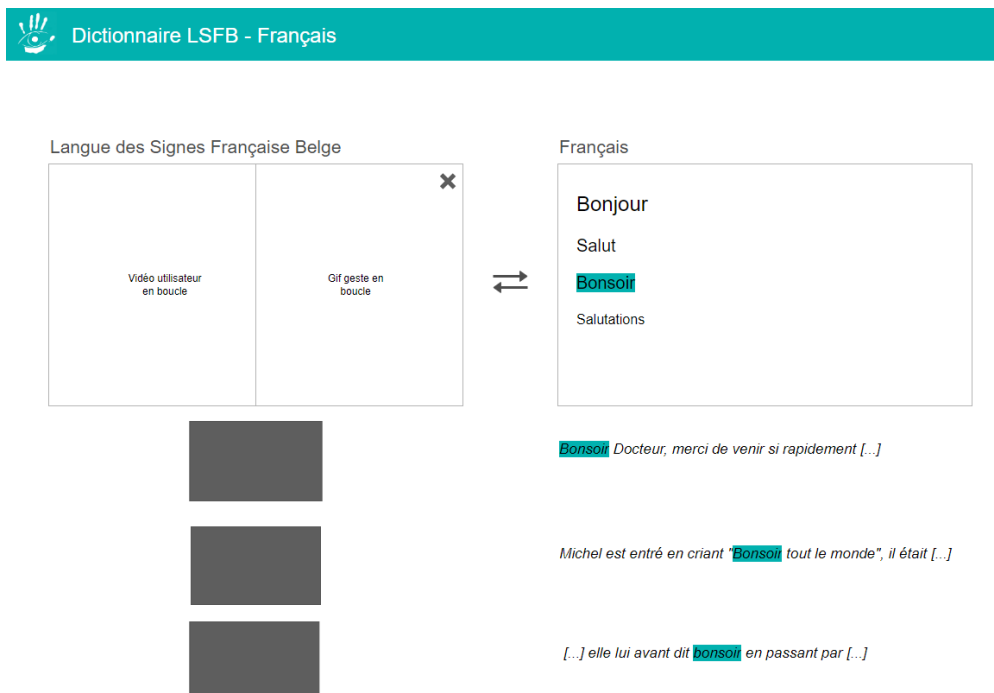 Dictionnaire LSFB - Français
Langue des Signes Française Belge
Français
Vidéo utilisateur
en boucle
Gif geste en
boucle
Bonjour
Salut
Bonsoir
Salutations
Bonsoir Docteur, merci de venir si rapidement [...]
Michel est entré en criant "Bonsoir tout le monde", il était [...]
[...] elle lui avant dit bonsoir en passant par [...]